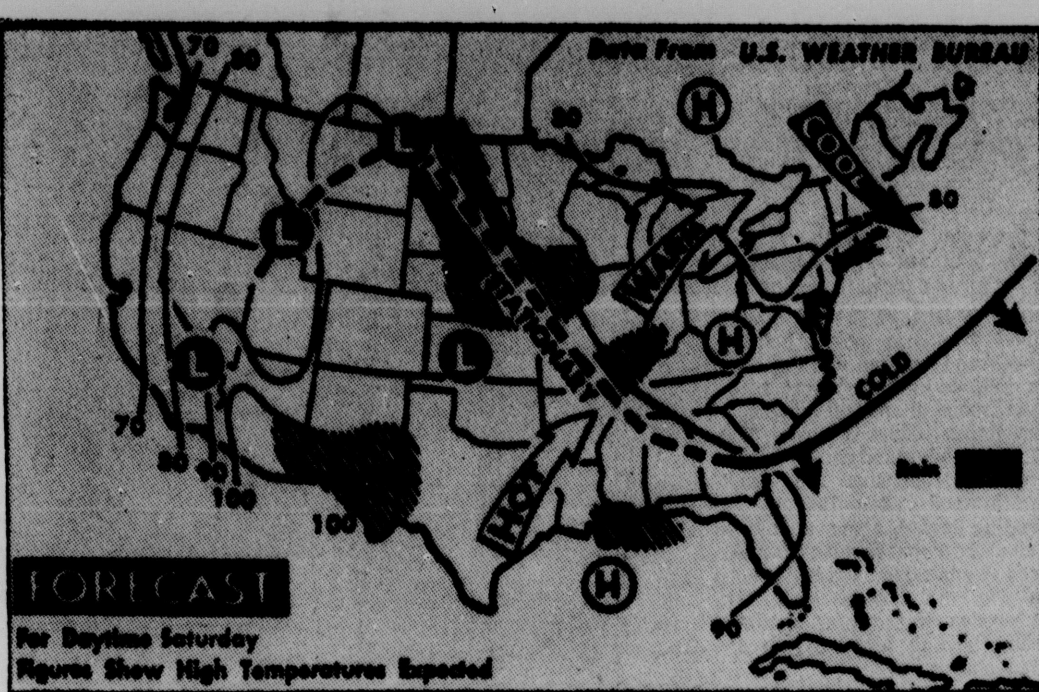 Data From U.S. WEATHER BUREAU
70
80
H
COOL
L
80
80
L
WARM
STATIONARY
H
L
L
COLD
70
80
90
100
Rain
HOT
100
H
FORECAST
90
For Daytime Saturday
Figures Show High Temperatures Expected